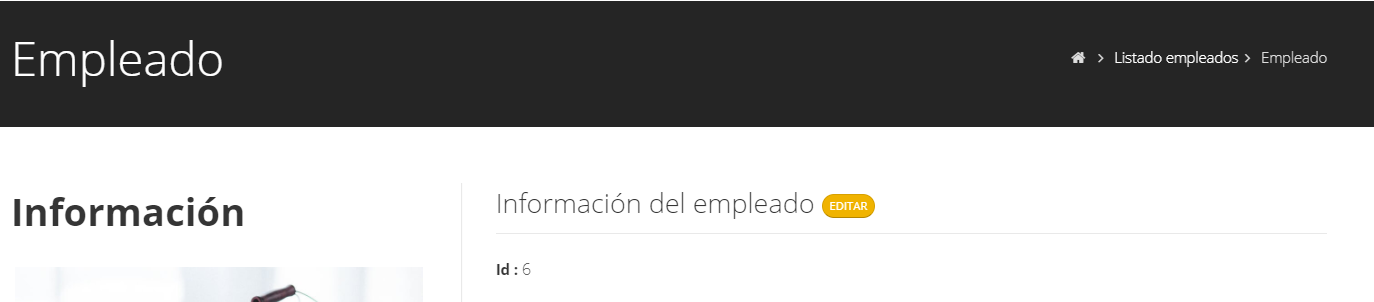 Empleado
Listado empleados
Empleado
Información
Información del empleado EDITAR
Id : 6